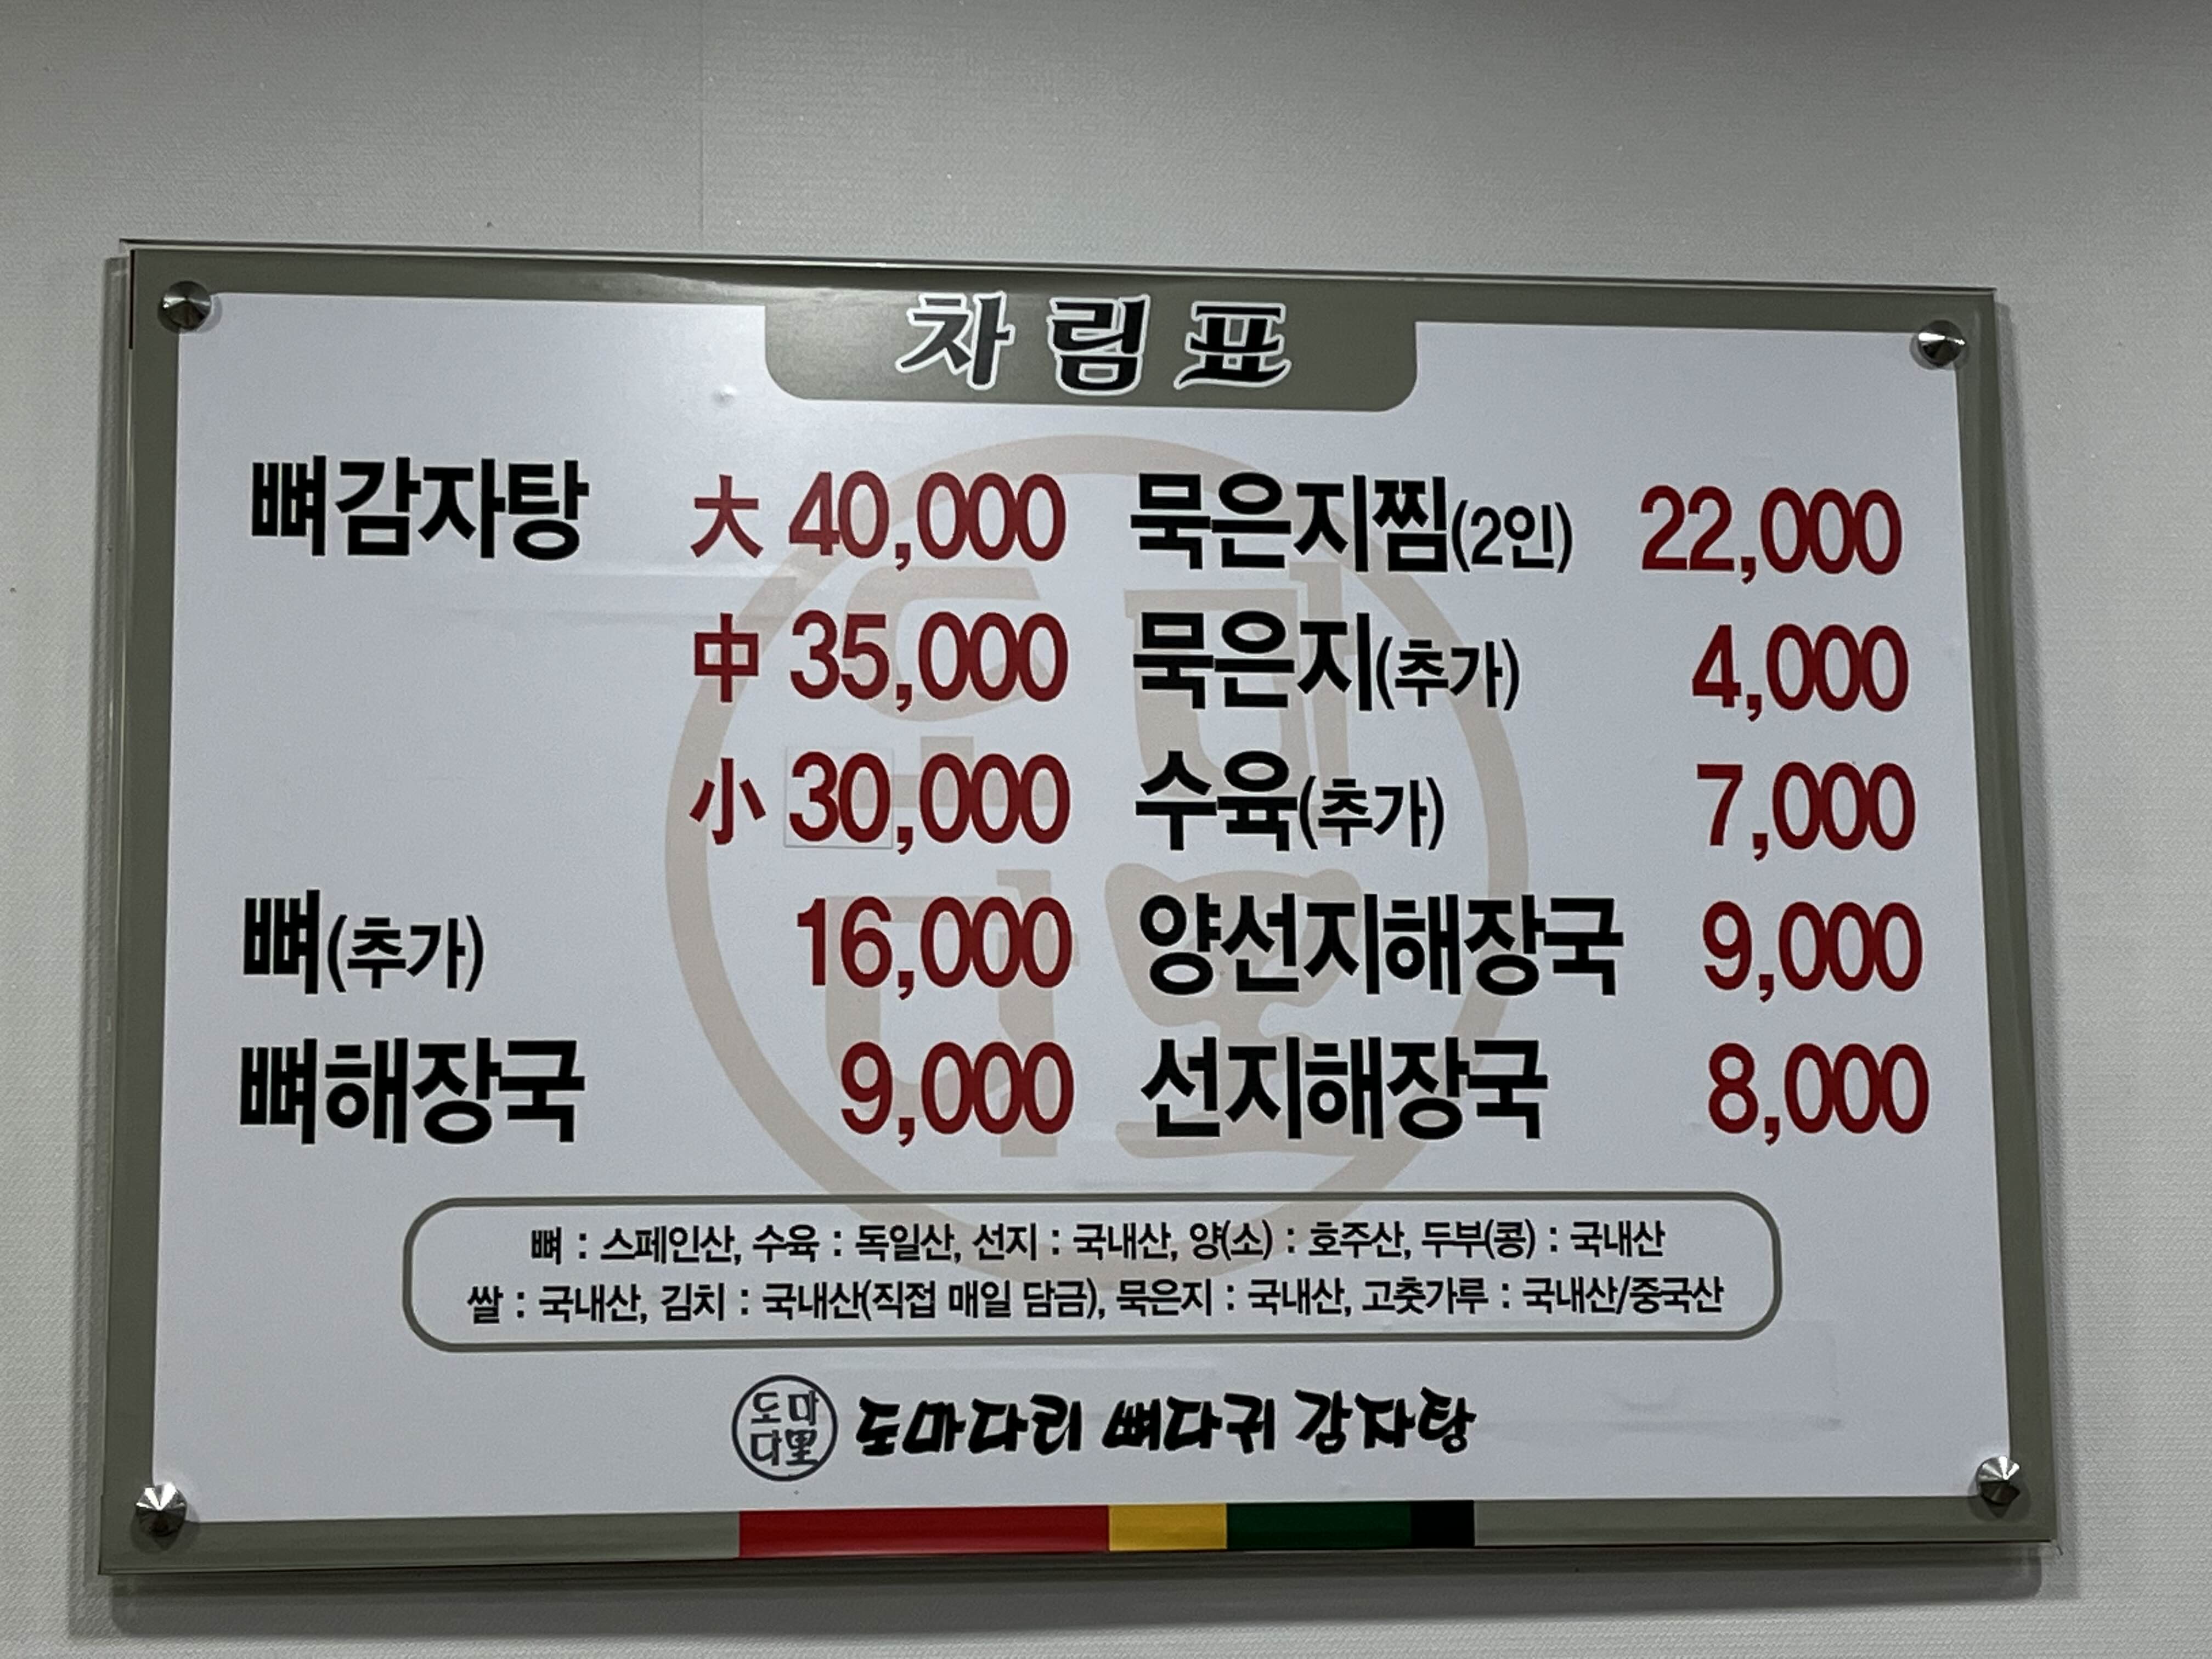 차림표
뼈감자탕 大 40,000
中 35,000
小 30,000
뼈(추가) 16,000
뼈해장국 9,000
묵은지찜(2인) 22,000
묵은지(추가) 4,000
수육(추가) 7,000
양선지해장국 9,000
선지해장국 8,000
뼈 : 스페인산, 수육 : 독일산, 선지 : 국내산, 양(소) : 호주산, 두부(콩) : 국내산
쌀 : 국내산, 김치 : 국내산(직접 매일 담금), 묵은지 : 국내산, 고춧가루 : 국내산/중국산
도마다里 도마다리 뼈다귀 감자탕